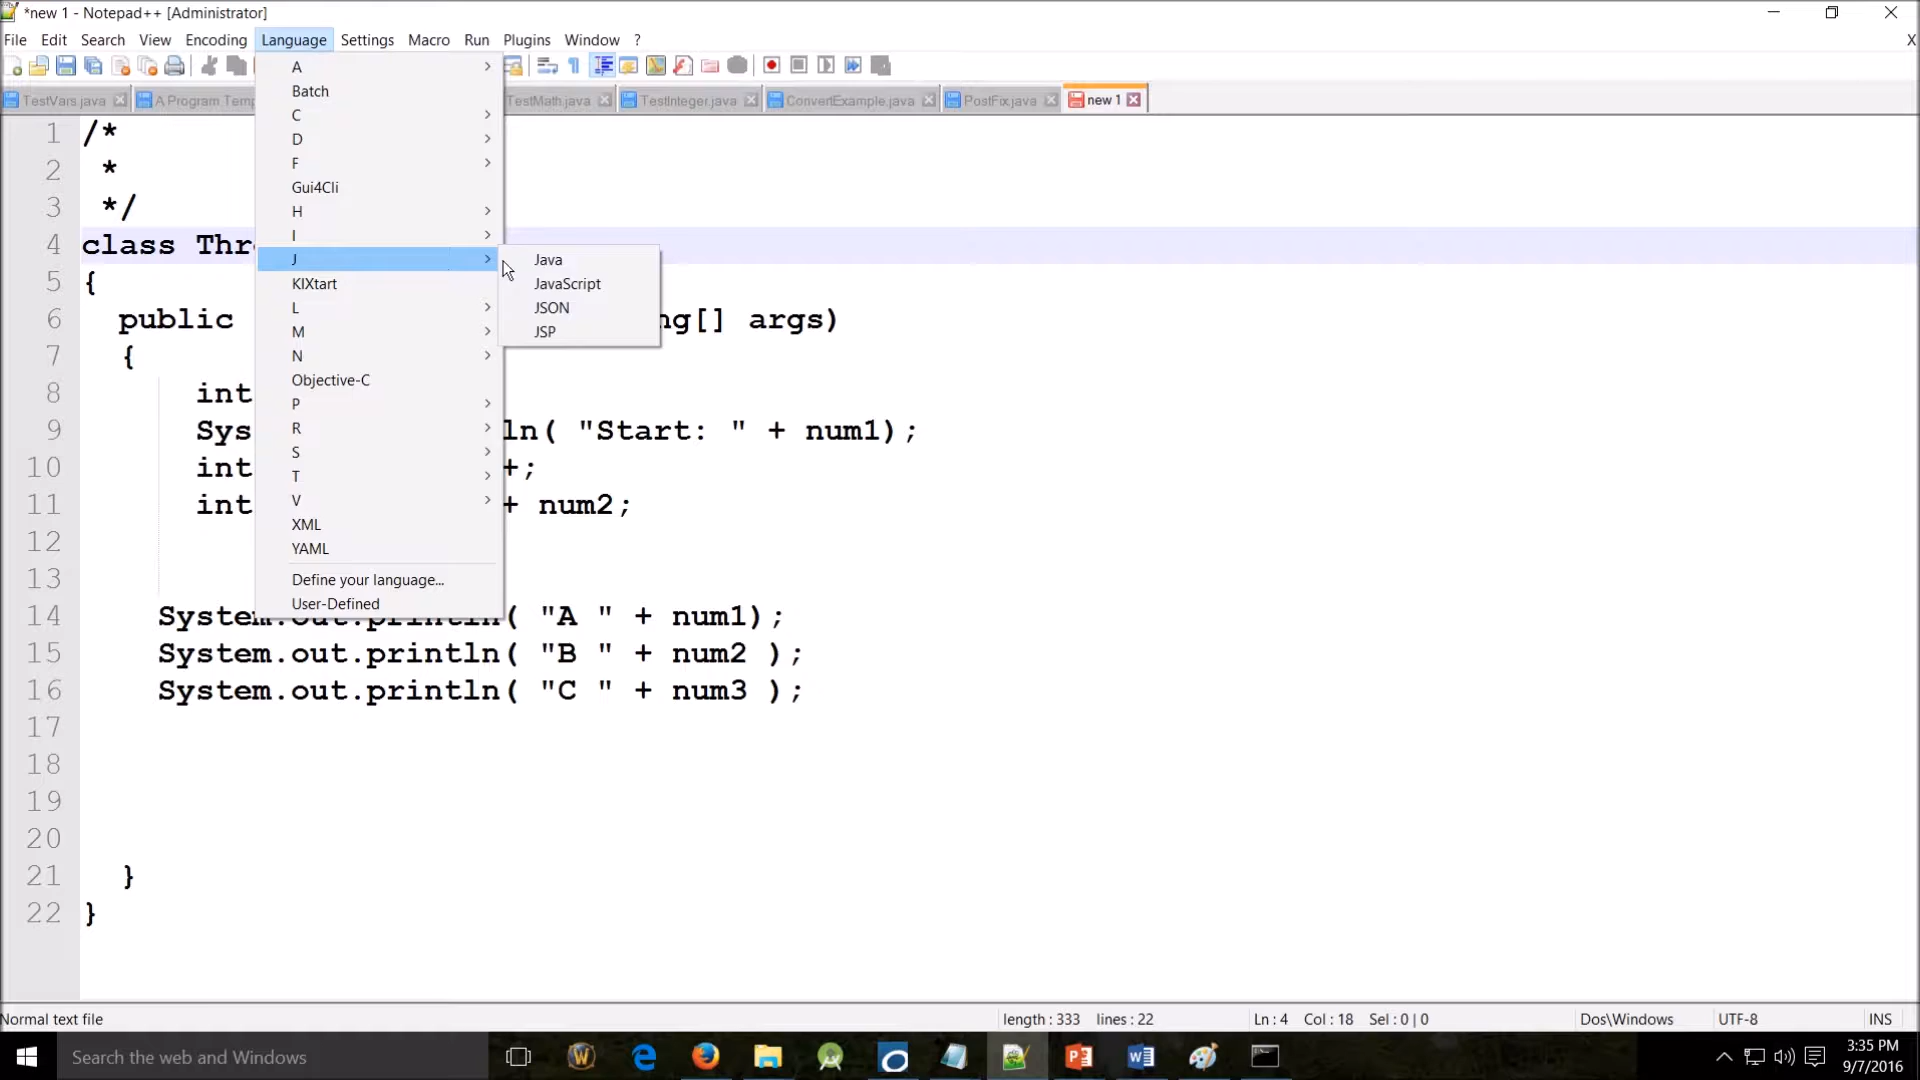 *new 1 - Notepad++ [Administrator]
File Edit Search View Encoding Language Settings Macro Run Plugins Window ? X
TestVars.java A Program Temp TestMath.java TestInteger.java ConvertExample.java PostFix.java new 1
A
Batch
C
D
F
Gui4Cli
H
I
J
KIXtart
L
M
N
Objective-C
P
R
S
T
V
XML
YAML
Define your language...
User-Defined
Java
JavaScript
JSON
JSP
1 /*
2 *
3 */
4 class Thr
5 {
6 public ng[] args)
7 {
8 int
9 Sys ln( "Start: " + num1);
10 int +;
11 int + num2;
12
13
14 System.out.println( "A " + num1);
15 System.out.println( "B " + num2 );
16 System.out.println( "C " + num3 );
17
18
19
20
21 }
22 }
Normal text file length : 333 lines : 22 Ln : 4 Col : 18 Sel : 0 | 0 Dos\Windows UTF-8 INS
Search the web and Windows
3:35 PM
9/7/2016